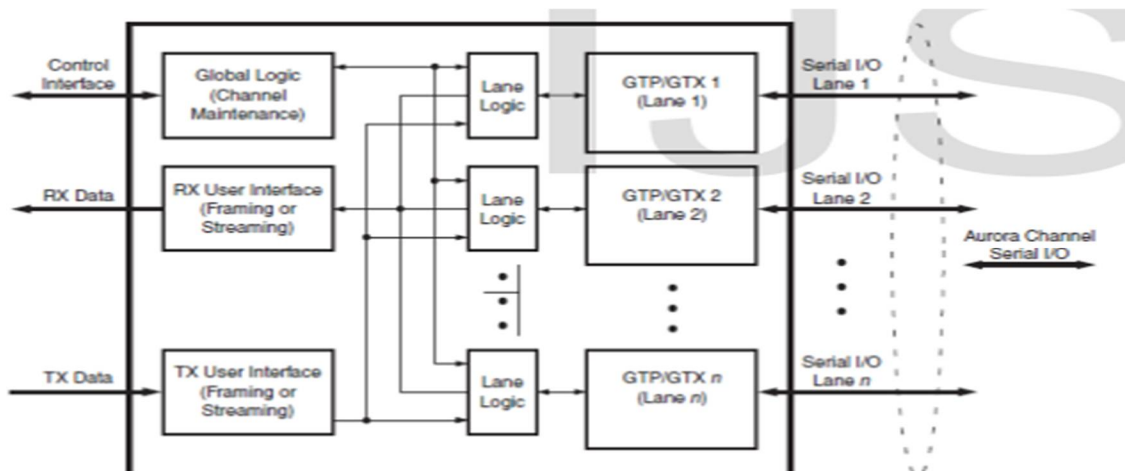 IJS
Control
Interface
Global Logic
(Channel
Maintenance)
Lane
Logic
GTP/GTX 1
(Lane 1)
Serial I/O
Lane 1
RX Data
RX User Interface
(Framing or
Streaming)
Lane
Logic
GTP/GTX 2
(Lane 2)
Serial I/O
Lane 2
Aurora Channel
Serial I/O
TX Data
TX User Interface
(Framing or
Streaming)
Lane
Logic
GTP/GTX n
(Lane n)
Serial I/O
Lane n